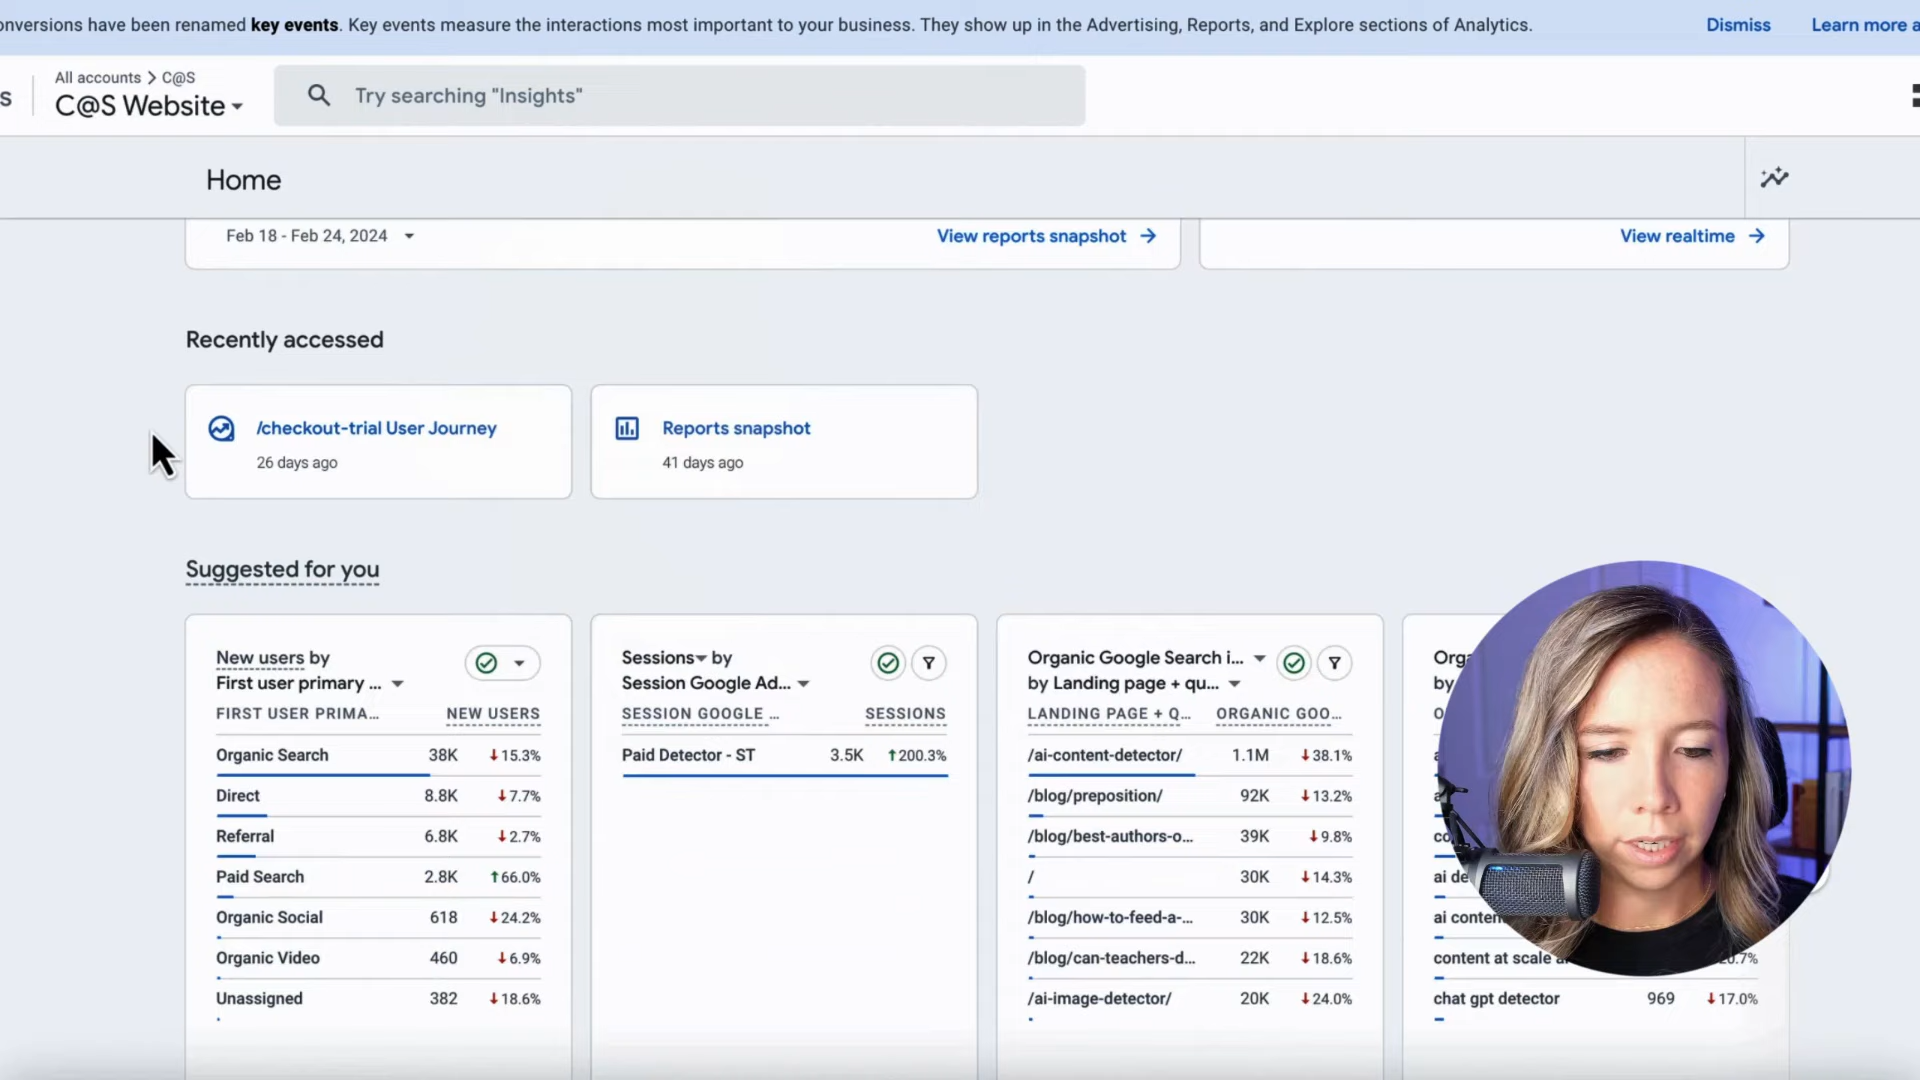 onversions have been renamed key events. Key events measure the interactions most important to your business. They show up in the Advertising, Reports, and Explore sections of Analytics.
Dismiss
Learn more a
S
All accounts > C@S
C@S Website
Try searching "Insights"
Home
Feb 18 - Feb 24, 2024
View reports snapshot
View realtime
Recently accessed
/checkout-trial User Journey
26 days ago
Reports snapshot
41 days ago
Suggested for you
New users by
First user primary ...
FIRST USER PRIMA... NEW USERS
Organic Search 38K 15.3%
Direct 8.8K 7.7%
Referral 6.8K 2.7%
Paid Search 2.8K 66.0%
Organic Social 618 24.2%
Organic Video 460 6.9%
Unassigned 382 18.6%
Sessions by
Session Google Ad...
SESSION GOOGLE ... SESSIONS
Paid Detector - ST 3.5K 200.3%
Organic Google Search i...
by Landing page + qu...
LANDING PAGE + Q... ORGANIC GOO...
/ai-content-detector/ 1.1M 38.1%
/blog/preposition/ 92K 13.2%
/blog/best-authors-o... 39K 9.8%
/ 30K 14.3%
/blog/how-to-feed-a-... 30K 12.5%
/blog/can-teachers-d... 22K 18.6%
/ai-image-detector/ 20K 24.0%
Orga
by
ai de
ai conten
content at scale a 20.7%
chat gpt detector 969 17.0%